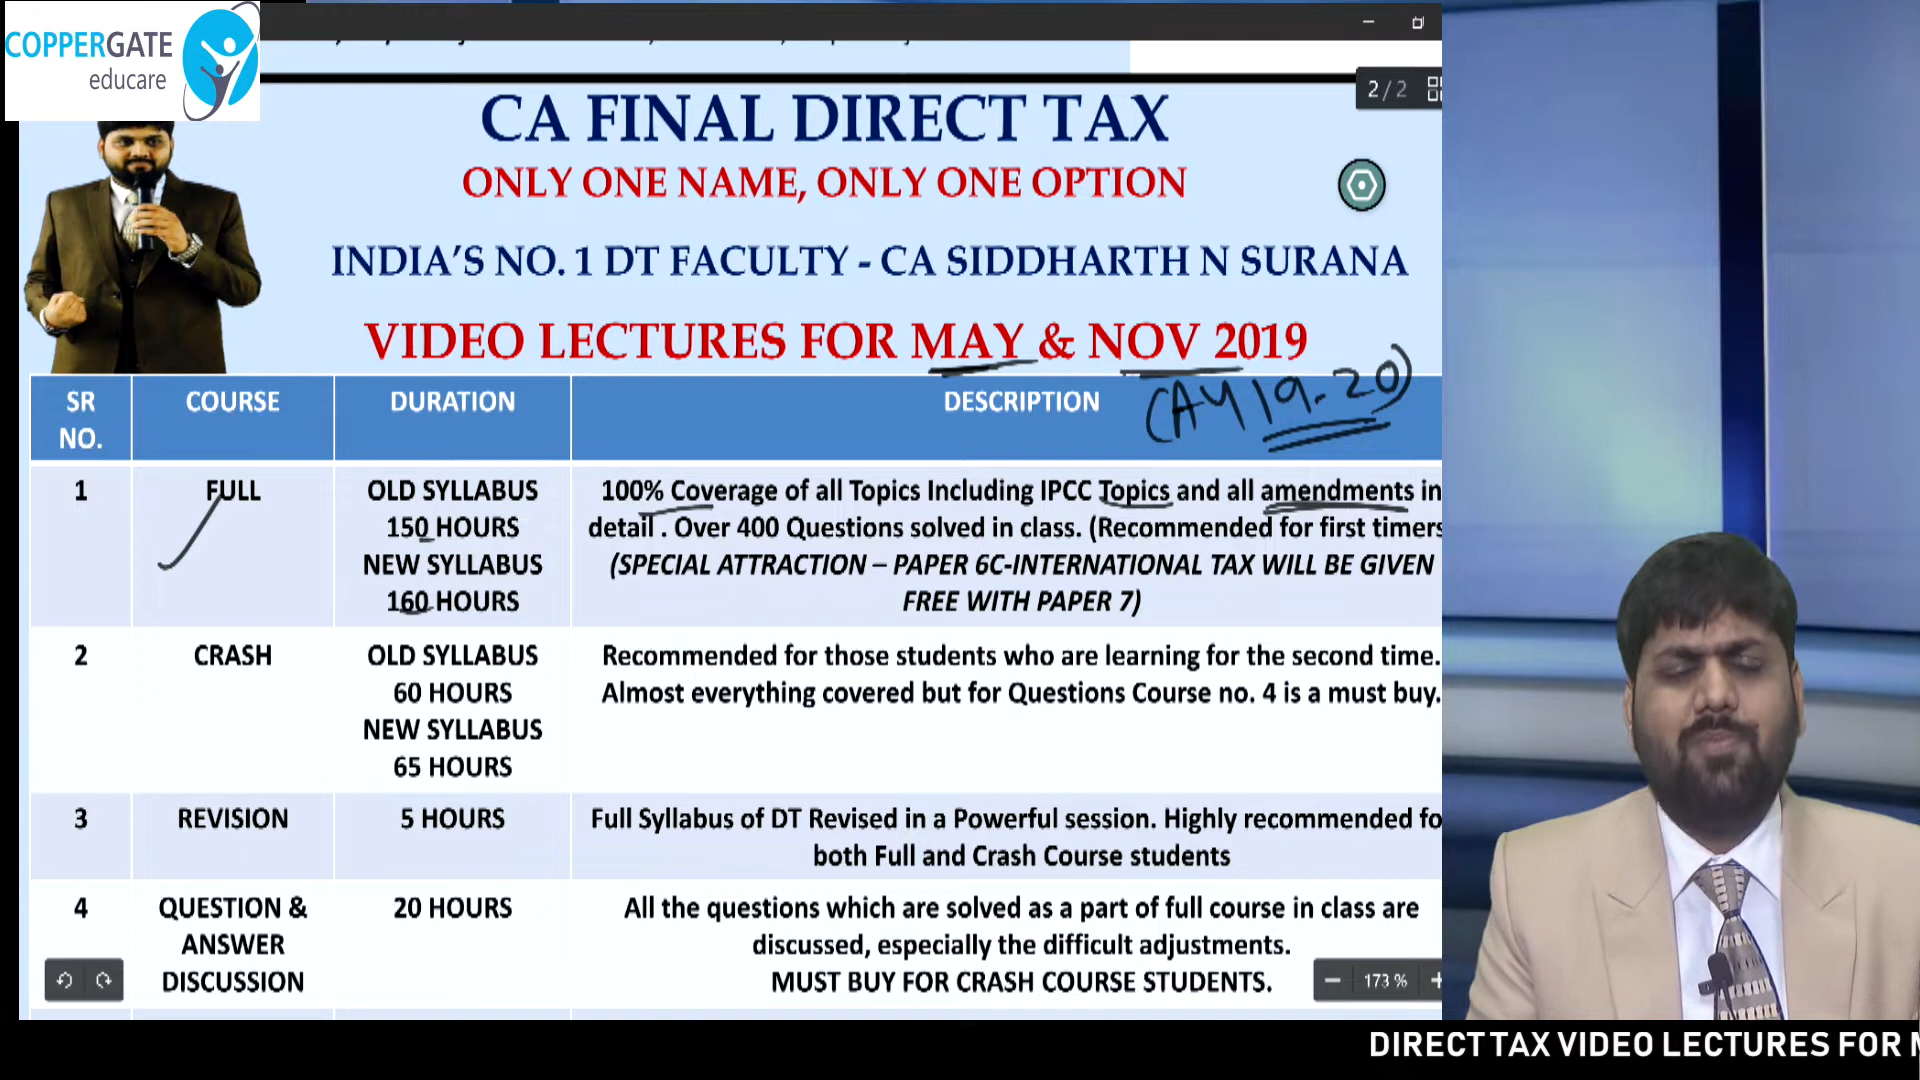 COPPERGATE
educare
2 / 2
CA FINAL DIRECT TAX
ONLY ONE NAME, ONLY ONE OPTION
INDIA'S NO. 1 DT FACULTY - CA SIDDHARTH N SURANA
VIDEO LECTURES FOR MAY & NOV 2019
(AY 19-20)
SR NO. COURSE DURATION DESCRIPTION
1
FULL
OLD SYLLABUS
150 HOURS
NEW SYLLABUS
160 HOURS
100% Coverage of all Topics Including IPCC Topics and all amendments in
detail . Over 400 Questions solved in class. (Recommended for first timers
(SPECIAL ATTRACTION – PAPER 6C-INTERNATIONAL TAX WILL BE GIVEN
FREE WITH PAPER 7)
2
CRASH
OLD SYLLABUS
60 HOURS
NEW SYLLABUS
65 HOURS
Recommended for those students who are learning for the second time.
Almost everything covered but for Questions Course no. 4 is a must buy.
3
REVISION
5 HOURS
Full Syllabus of DT Revised in a Powerful session. Highly recommended fo
both Full and Crash Course students
4
QUESTION &
ANSWER
DISCUSSION
20 HOURS
All the questions which are solved as a part of full course in class are
discussed, especially the difficult adjustments.
MUST BUY FOR CRASH COURSE STUDENTS.
173 %
DIRECT TAX VIDEO LECTURES FOR